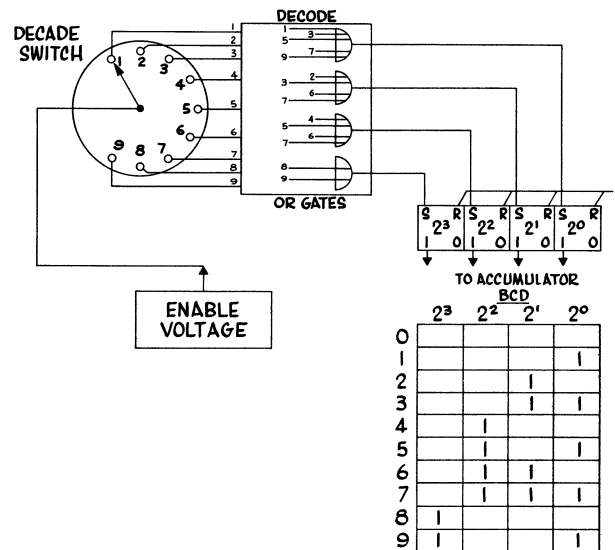 DECADE
SWITCH
1
2
3
4
5
6
7
8
9
1
2
3
4
5
6
7
8
9
DECODE
1
3
5
7
9
2
3
6
7
4
5
6
7
8
9
OR GATES
ENABLE
VOLTAGE
S R S R S R S R
2³ 2² 2¹ 2⁰
1 0 1 0 1 0 1 0
TO ACCUMULATOR
BCD
2³ 2² 2¹ 2⁰
0
1 1
2 1
3 1 1
4 1
5 1 1
6 1 1
7 1 1 1
8 1
9 1 1